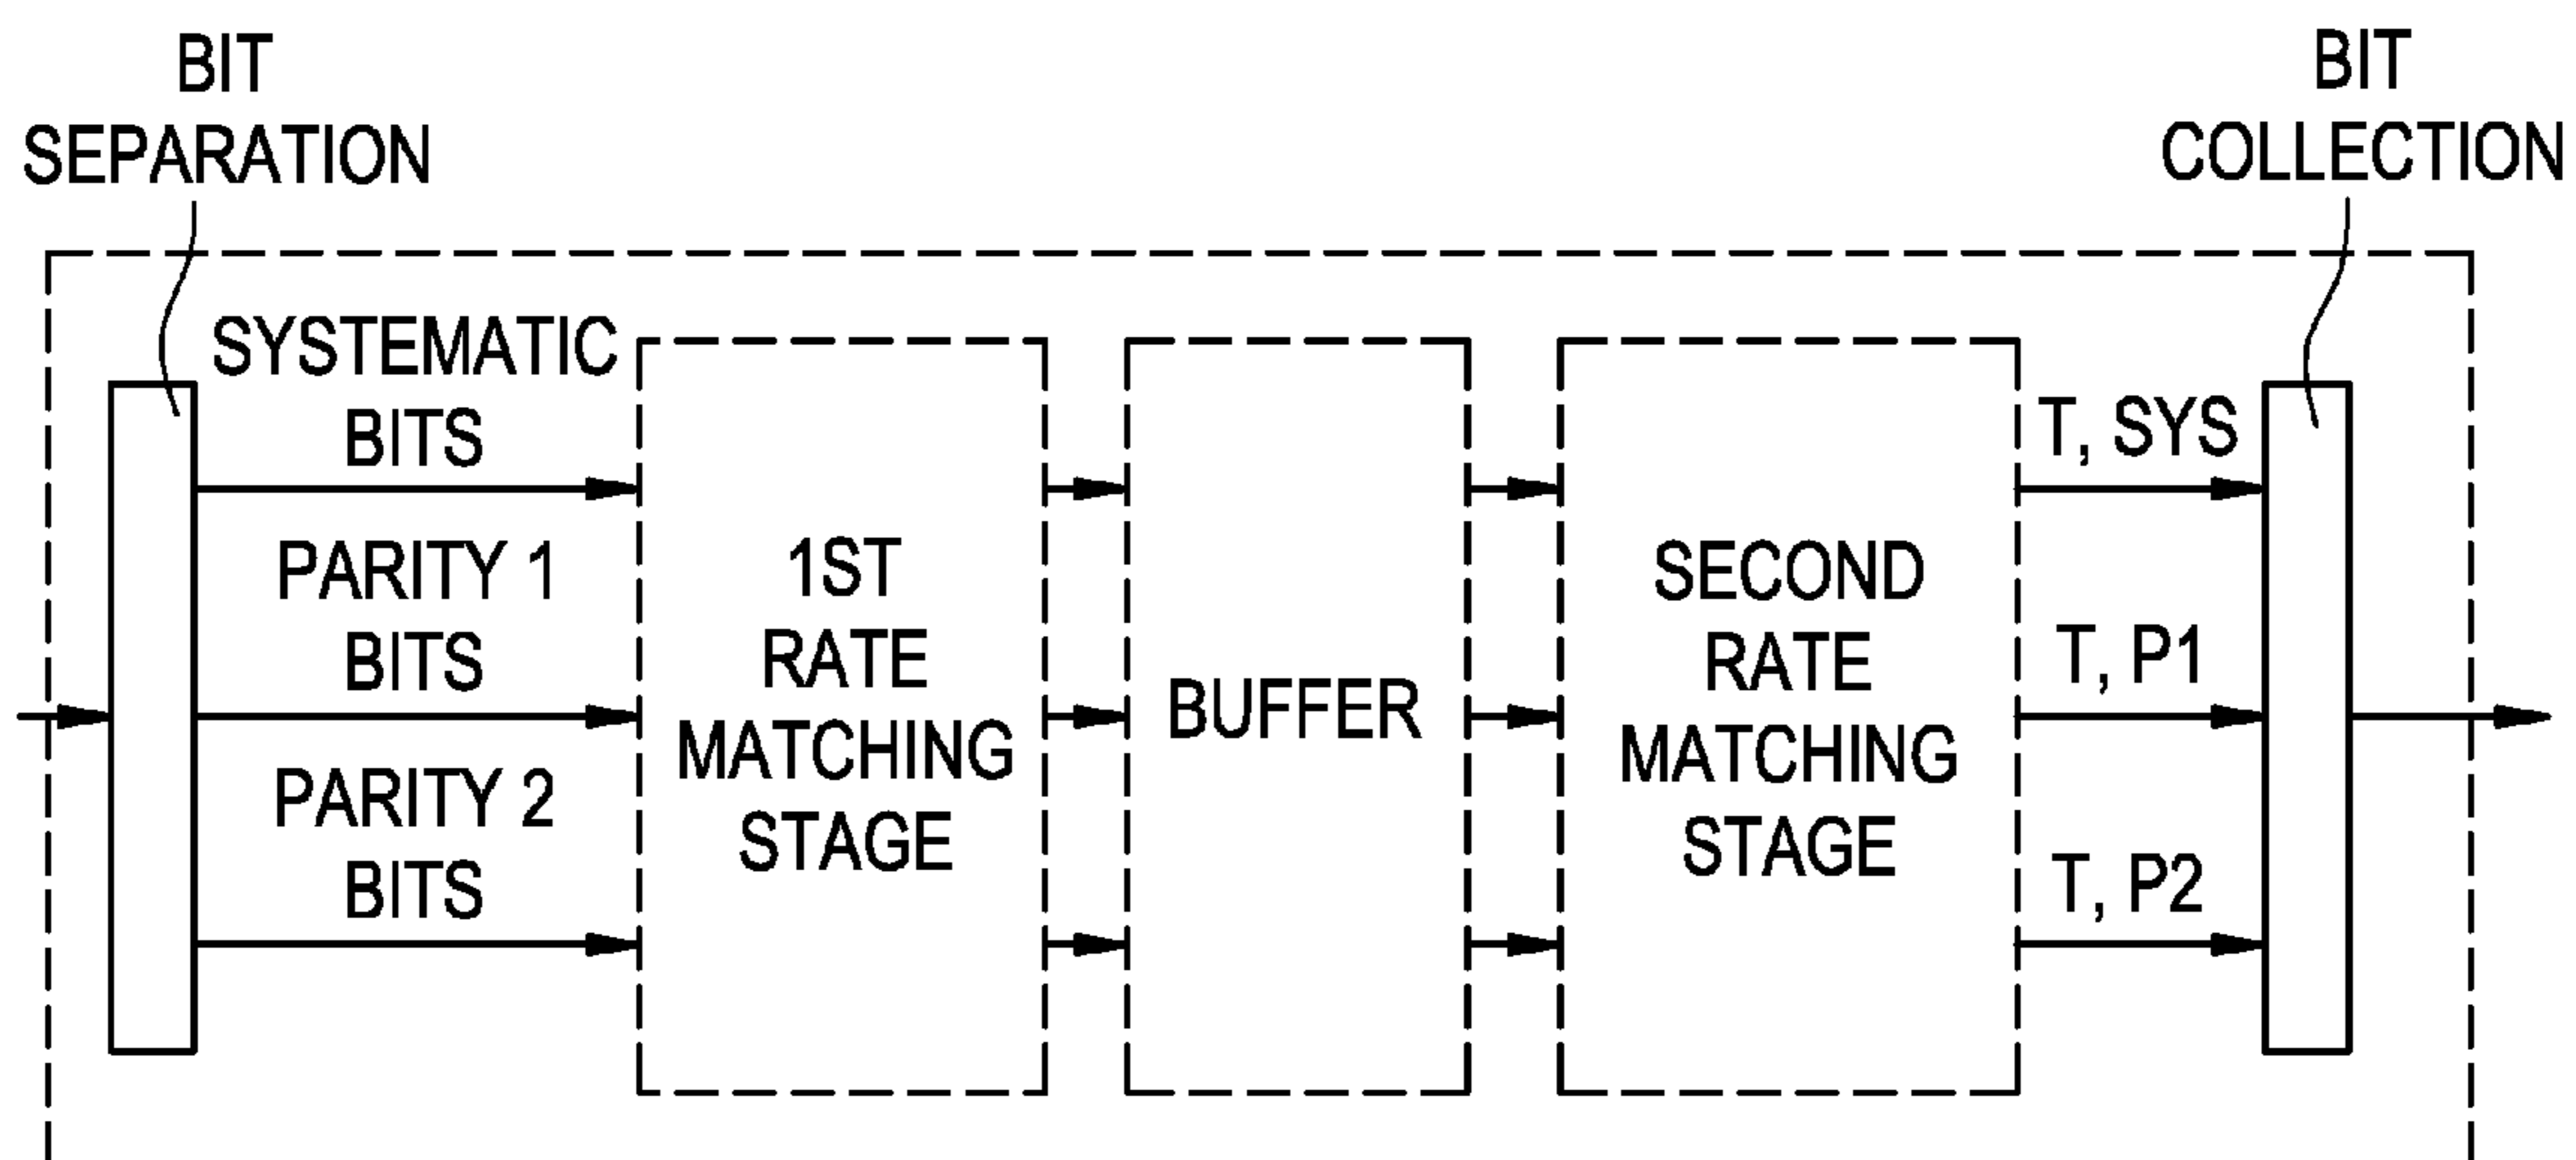 BIT
SEPARATION
BIT
COLLECTION
SYSTEMATIC
BITS
PARITY 1
BITS
PARITY 2
BITS
1ST
RATE
MATCHING
STAGE
BUFFER
SECOND
RATE
MATCHING
STAGE
T, SYS
T, P1
T, P2